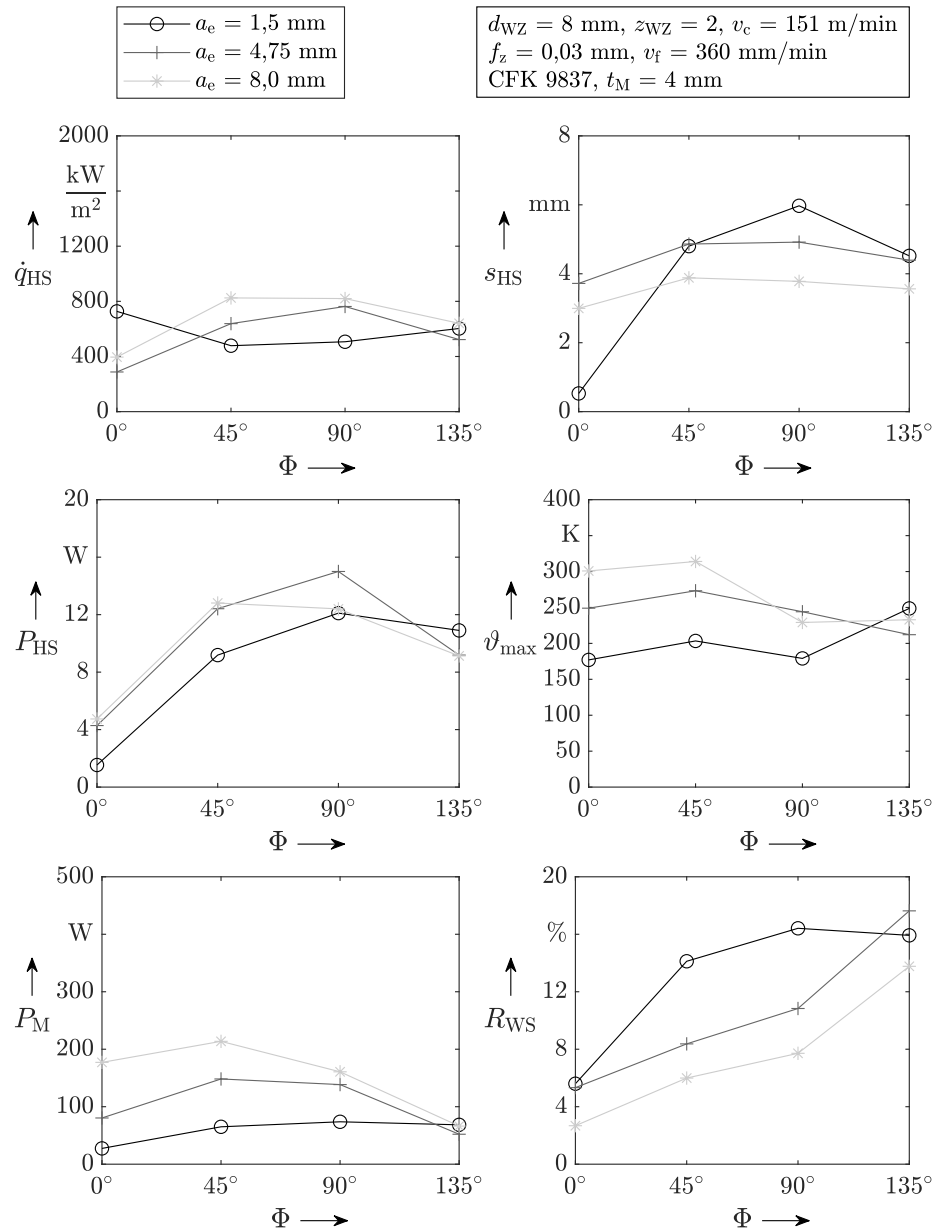 a_e = 1,5 mm
a_e = 4,75 mm
a_e = 8,0 mm
d_WZ = 8 mm, z_WZ = 2, v_c = 151 m/min
f_z = 0,03 mm, v_f = 360 mm/min
CFK 9837, t_M = 4 mm
2000
kW
m²
1200
q̇_HS
800
400
0
0° 45° 90° 135°
Φ
8
mm
s_HS
4
2
0
0° 45° 90° 135°
Φ
20
W
12
P_HS
8
4
0
0° 45° 90° 135°
Φ
400
K
300
250
ϑ_max
200
150
100
50
0
0° 45° 90° 135°
Φ
500
W
300
P_M
200
100
0
0° 45° 90° 135°
Φ
20
%
12
R_WS
8
4
0
0° 45° 90° 135°
Φ